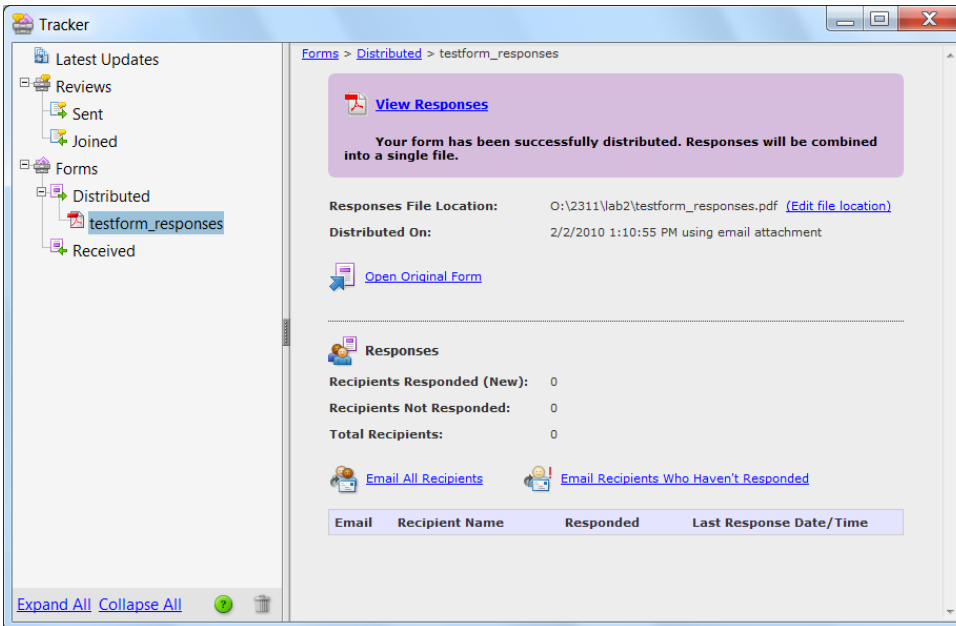 Tracker
Latest Updates
Reviews
Sent
Joined
Forms
Distributed
testform_responses
Received
Expand All Collapse All
Forms > Distributed > testform_responses
View Responses
Your form has been successfully distributed. Responses will be combined
into a single file.
Responses File Location: O:\2311\lab2\testform_responses.pdf (Edit file location)
Distributed On: 2/2/2010 1:10:55 PM using email attachment
Open Original Form
Responses
Recipients Responded (New): 0
Recipients Not Responded: 0
Total Recipients: 0
Email All Recipients Email Recipients Who Haven't Responded
Email Recipient Name Responded Last Response Date/Time